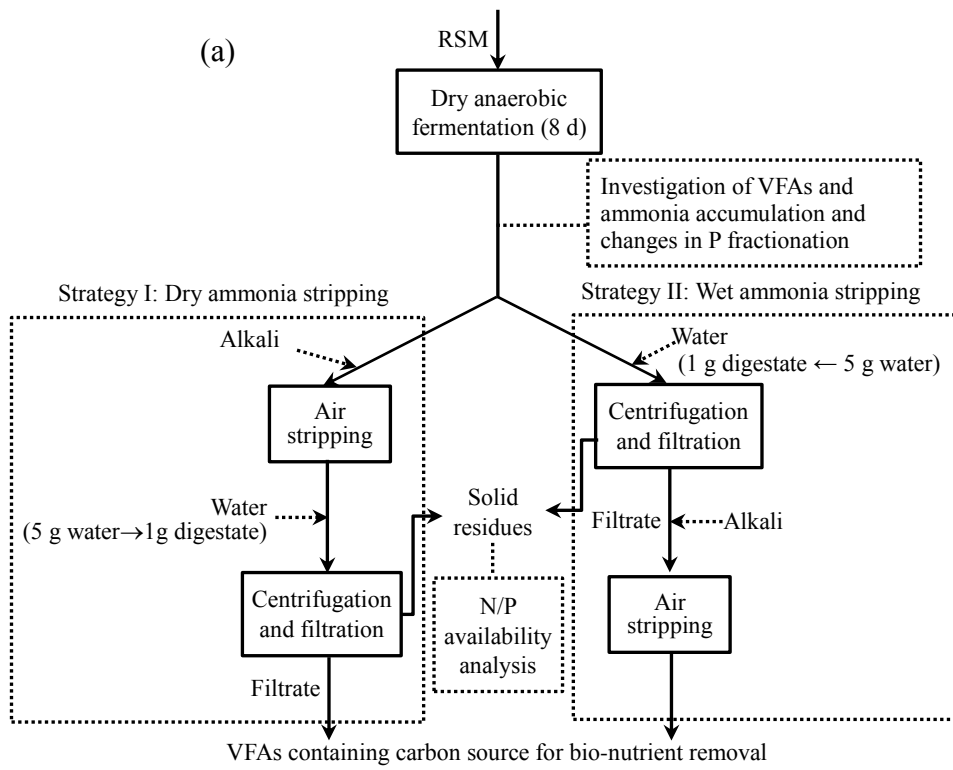 (a)
RSM
Dry anaerobic
fermentation (8 d)
Investigation of VFAs and
ammonia accumulation and
changes in P fractionation
Strategy I: Dry ammonia stripping
Strategy II: Wet ammonia stripping
Alkali
Air
stripping
Water
(5 g water→1g digestate)
Centrifugation
and filtration
Filtrate
Solid
residues
N/P
availability
analysis
Water
(1 g digestate ← 5 g water)
Centrifugation
and filtration
Filtrate
Alkali
Air
stripping
VFAs containing carbon source for bio-nutrient removal